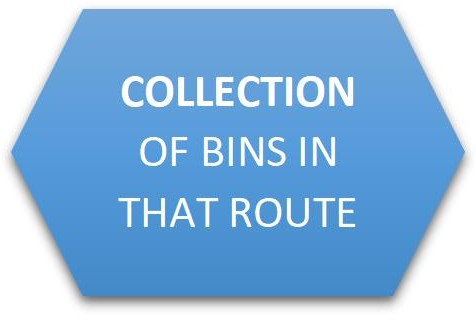 COLLECTION
OF BINS IN
THAT ROUTE